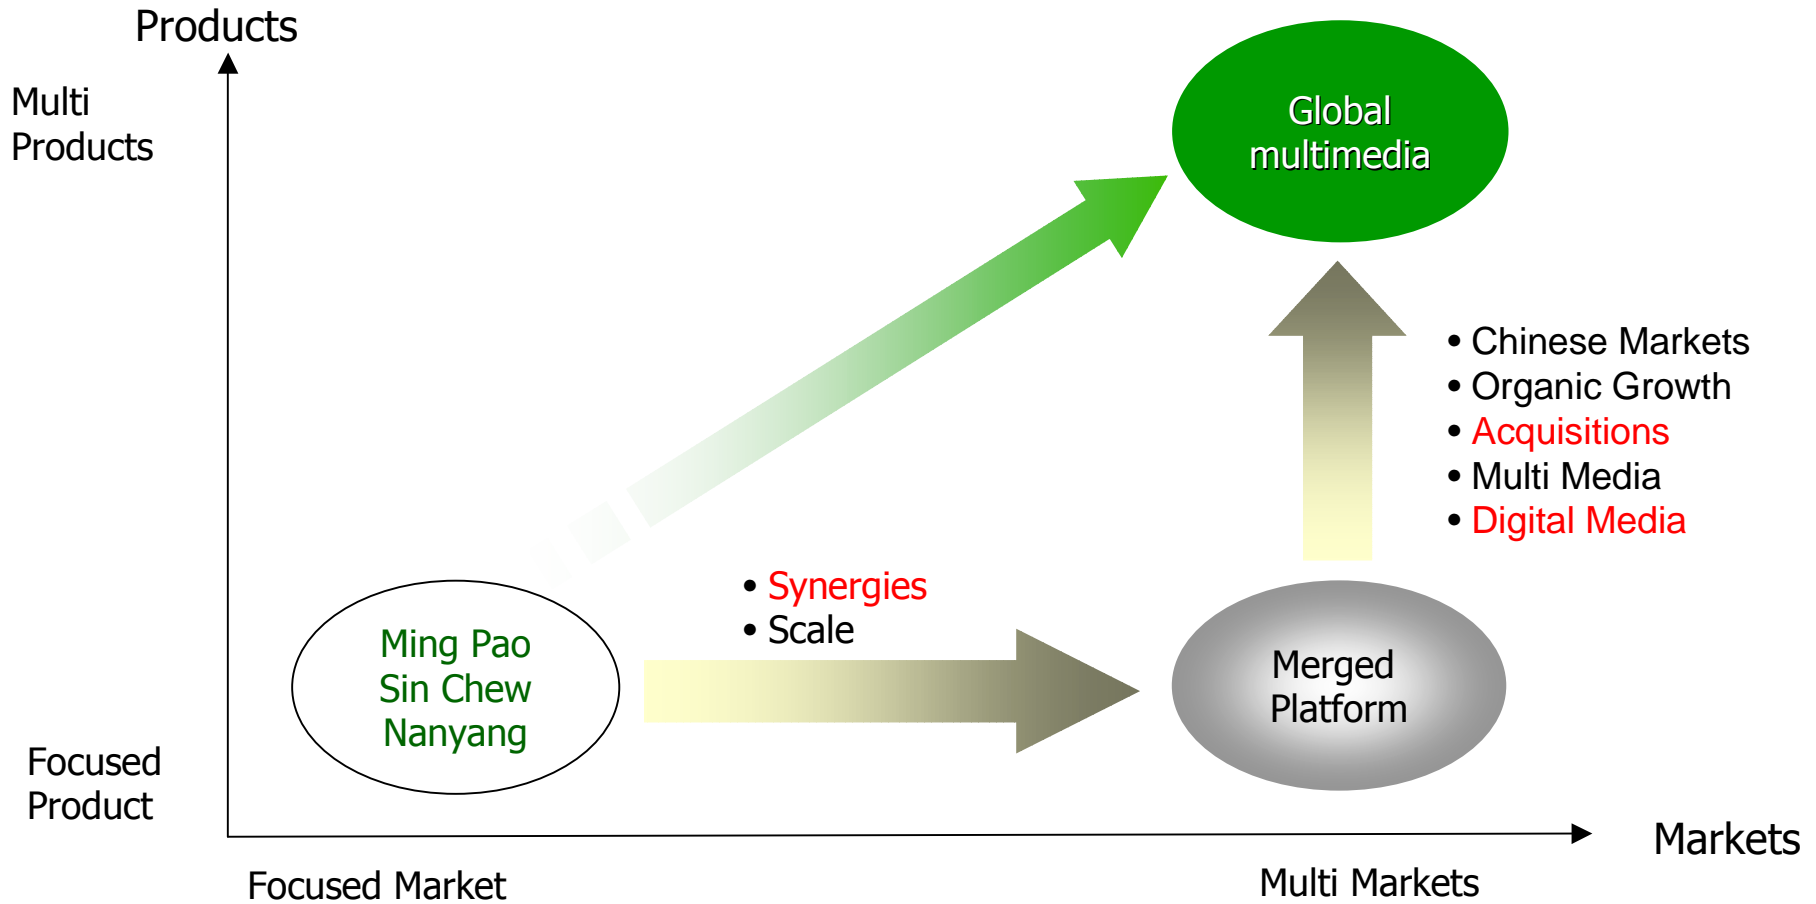 Products
Multi
Products
Global
multimedia
• Chinese Markets
• Organic Growth
• Acquisitions
• Multi Media
• Digital Media
• Synergies
• Scale
Ming Pao
Sin Chew
Nanyang
Merged
Platform
Focused
Product
Markets
Focused Market
Multi Markets